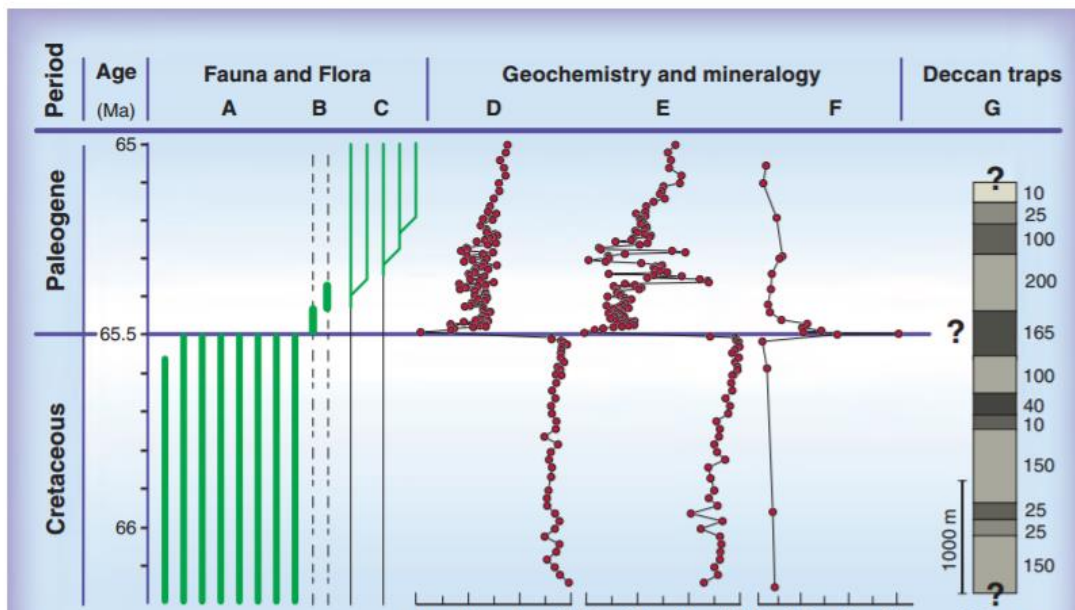 Period
Age
(Ma)
Fauna and Flora
A B C
Geochemistry and mineralogy
D E F
Deccan traps
G
65
Paleogene
65.5
Cretaceous
66
?
?
10
25
100
200
165
100
40
10
150
25
25
150
?
1000 m